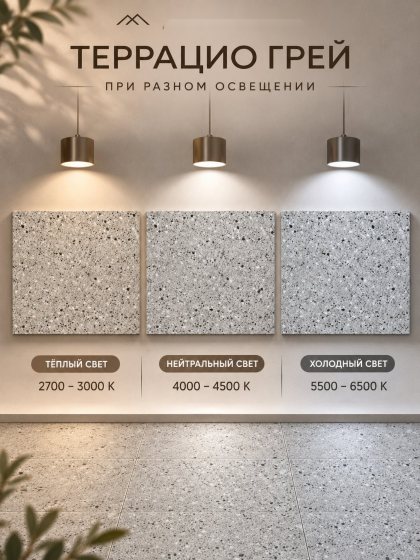 ТЕРРАЦИО ГРЕЙ
ПРИ РАЗНОМ ОСВЕЩЕНИИ
ТЁПЛЫЙ СВЕТ
2700 – 3000 K
НЕЙТРАЛЬНЫЙ СВЕТ
4000 – 4500 K
ХОЛОДНЫЙ СВЕТ
5500 – 6500 K